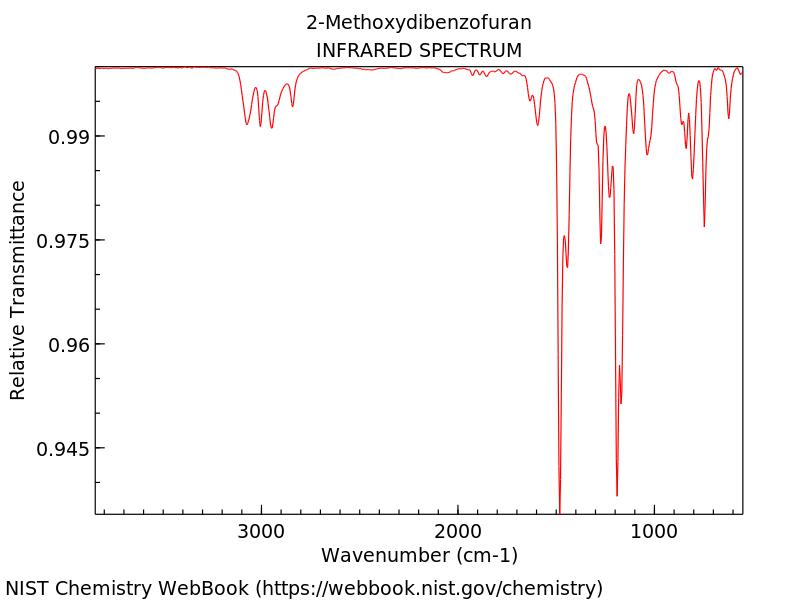 2-Methoxydibenzofuran
INFRARED SPECTRUM
0.99
0.975
0.96
0.945
Relative Transmittance
3000 2000 1000
Wavenumber (cm-1)
NIST Chemistry WebBook (https://webbook.nist.gov/chemistry)